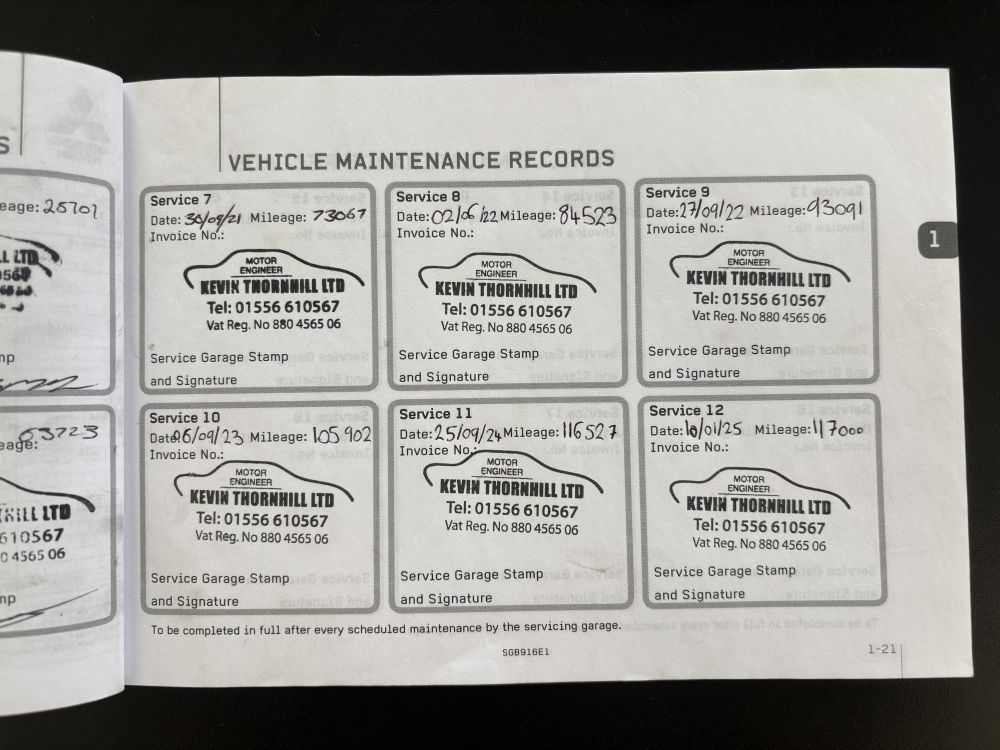 S
eage: 28701
LL LTD
mp
eage: 63723
HILL LTD
610567
0 4565 06
mp
VEHICLE MAINTENANCE RECORDS
Service 7
Date: 30/09/21 Mileage: 73067
Invoice No.:
MOTOR
ENGINEER
KEVIN THORNHILL LTD
Tel: 01556 610567
Vat Reg. No 880 4565 06
Service Garage Stamp
and Signature
Service 8
Date: 02/06/22 Mileage: 84523
Invoice No.:
MOTOR
ENGINEER
KEVIN THORNHILL LTD
Tel: 01556 610567
Vat Reg. No 880 4565 06
Service Garage Stamp
and Signature
Service 9
Date: 27/09/22 Mileage: 93091
Invoice No.:
MOTOR
ENGINEER
KEVIN THORNHILL LTD
Tel: 01556 610567
Vat Reg. No 880 4565 06
Service Garage Stamp
and Signature
1
Service 10
Date: 06/09/23 Mileage: 105902
Invoice No.:
MOTOR
ENGINEER
KEVIN THORNHILL LTD
Tel: 01556 610567
Vat Reg. No 880 4565 06
Service Garage Stamp
and Signature
Service 11
Date: 25/09/24 Mileage: 116527
Invoice No.:
MOTOR
ENGINEER
KEVIN THORNHILL LTD
Tel: 01556 610567
Vat Reg. No 880 4565 06
Service Garage Stamp
and Signature
Service 12
Date: 10/01/25 Mileage: 117000
Invoice No.:
MOTOR
ENGINEER
KEVIN THORNHILL LTD
Tel: 01556 610567
Vat Reg. No 880 4565 06
Service Garage Stamp
and Signature
To be completed in full after every scheduled maintenance by the servicing garage.
SGB916E1
1-21